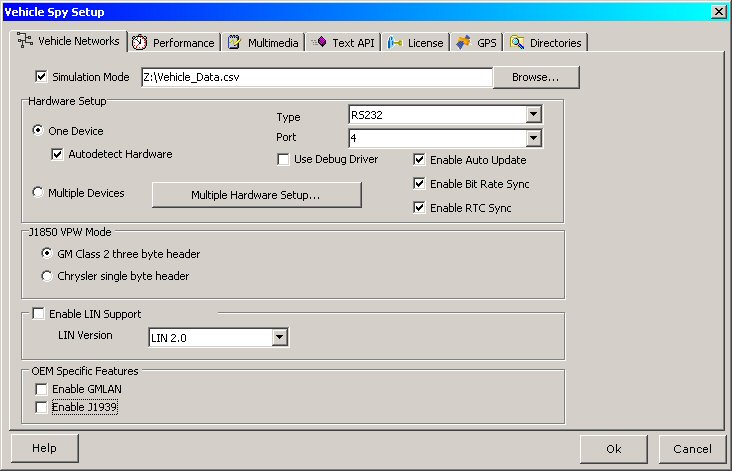 Vehicle Spy Setup
Vehicle Networks Performance Multimedia Text API License GPS Directories
Simulation Mode Z:\Vehicle_Data.csv Browse...
Hardware Setup
Type RS232
One Device
Port 4
Autodetect Hardware Use Debug Driver Enable Auto Update
Multiple Devices Multiple Hardware Setup... Enable Bit Rate Sync
Enable RTC Sync
J1850 VPW Mode
GM Class 2 three byte header
Chrysler single byte header
Enable LIN Support
LIN Version LIN 2.0
OEM Specific Features
Enable GMLAN
Enable J1939
Help Ok Cancel